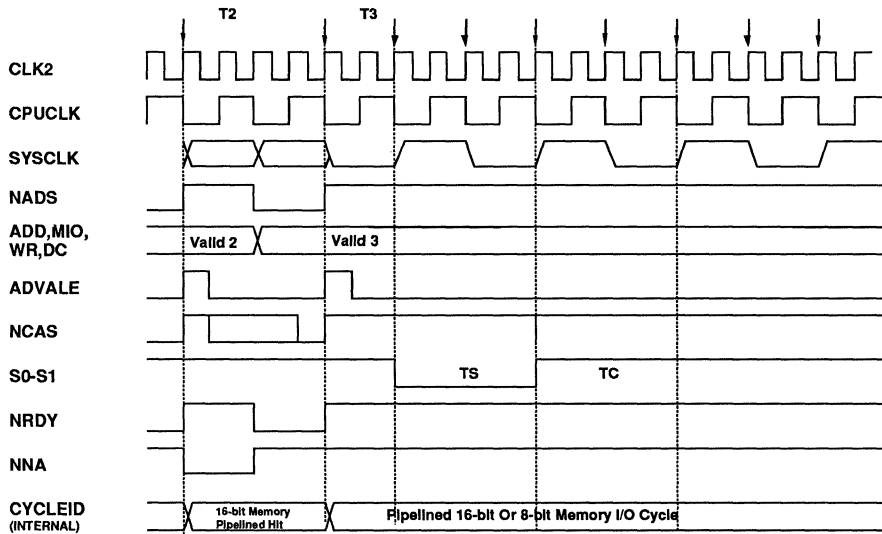 T2
T3
CLK2
CPUCLK
SYSCLK
NADS
ADD,MIO,
WR,DC
Valid 2
Valid 3
ADVALE
NCAS
S0-S1
TS
TC
NRDY
NNA
CYCLEID
(INTERNAL)
16-bit Memory
Pipelined Hit
Pipelined 16-bit Or 8-bit Memory I/O Cycle